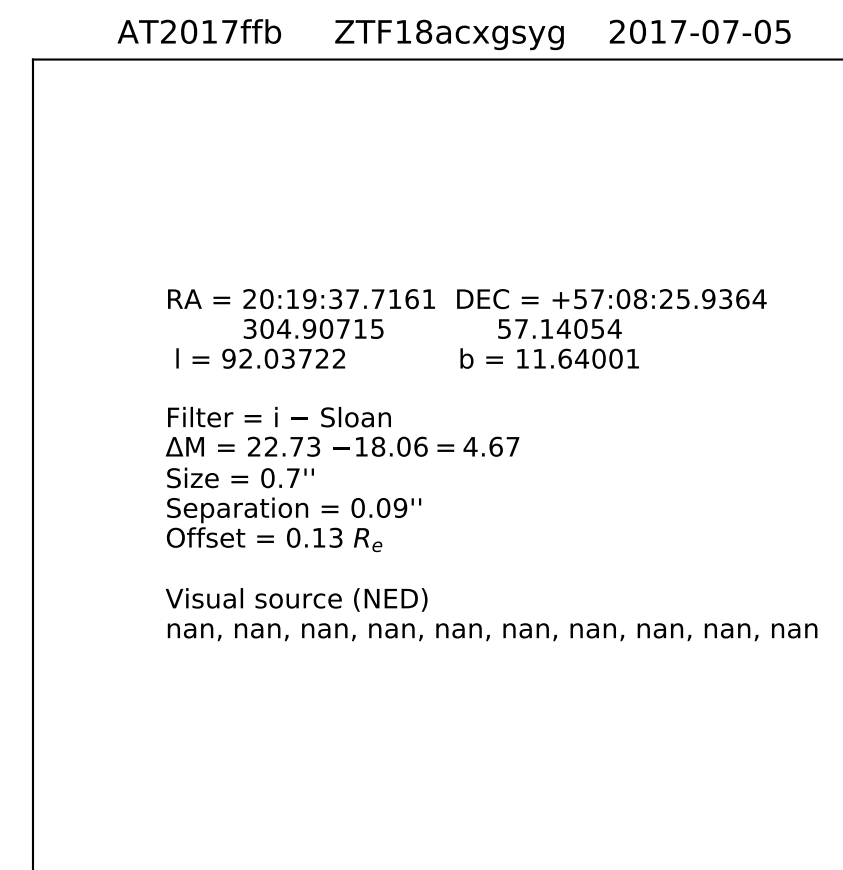 AT2017ffb ZTF18acxgsyg 2017-07-05
RA = 20:19:37.7161 DEC = +57:08:25.9364
304.90715 57.14054
l = 92.03722 b = 11.64001
Filter = i − Sloan
ΔM = 22.73 −18.06 = 4.67
Size = 0.7''
Separation = 0.09''
Offset = 0.13 Rₑ
Visual source (NED)
nan, nan, nan, nan, nan, nan, nan, nan, nan, nan